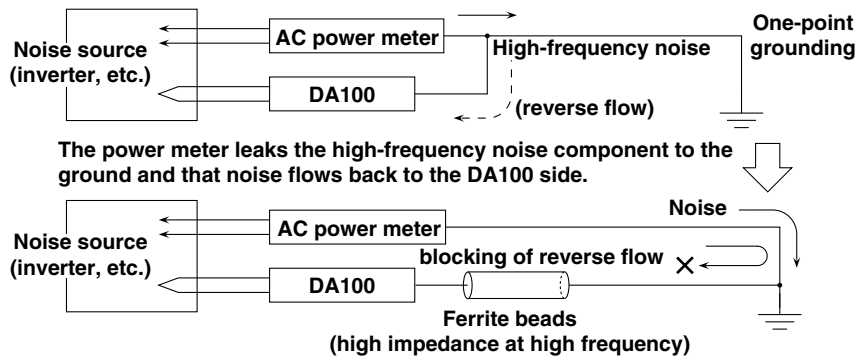 Noise source
(inverter, etc.)
AC power meter
DA100
High-frequency noise
(reverse flow)
One-point
grounding
The power meter leaks the high-frequency noise component to the
ground and that noise flows back to the DA100 side.
Noise source
(inverter, etc.)
AC power meter
DA100
Noise
blocking of reverse flow
Ferrite beads
(high impedance at high frequency)